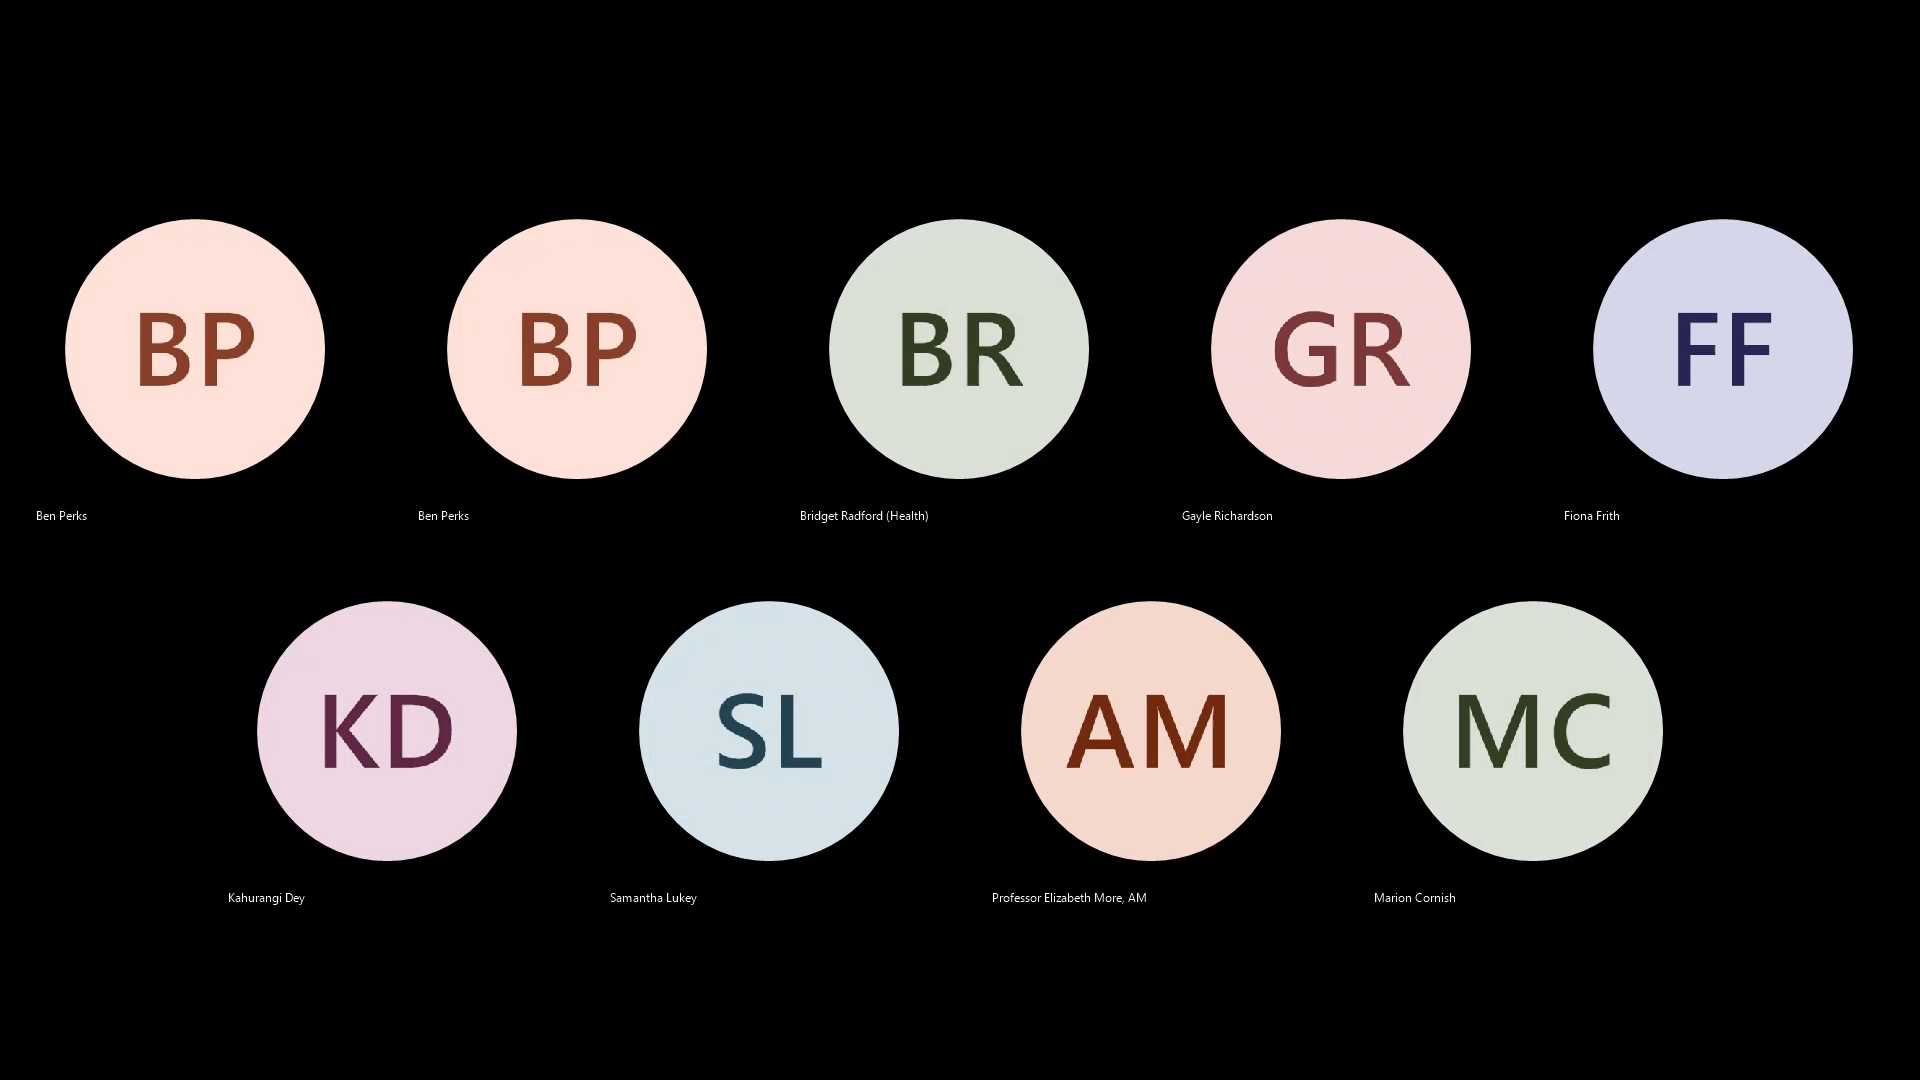 BP
BP
BR
GR
FF
Ben Perks
Ben Perks
Bridget Radford (Health)
Gayle Richardson
Fiona Frith
KD
SL
AM
MC
Kahurangi Dey
Samantha Lukey
Professor Elizabeth More, AM
Marion Cornish